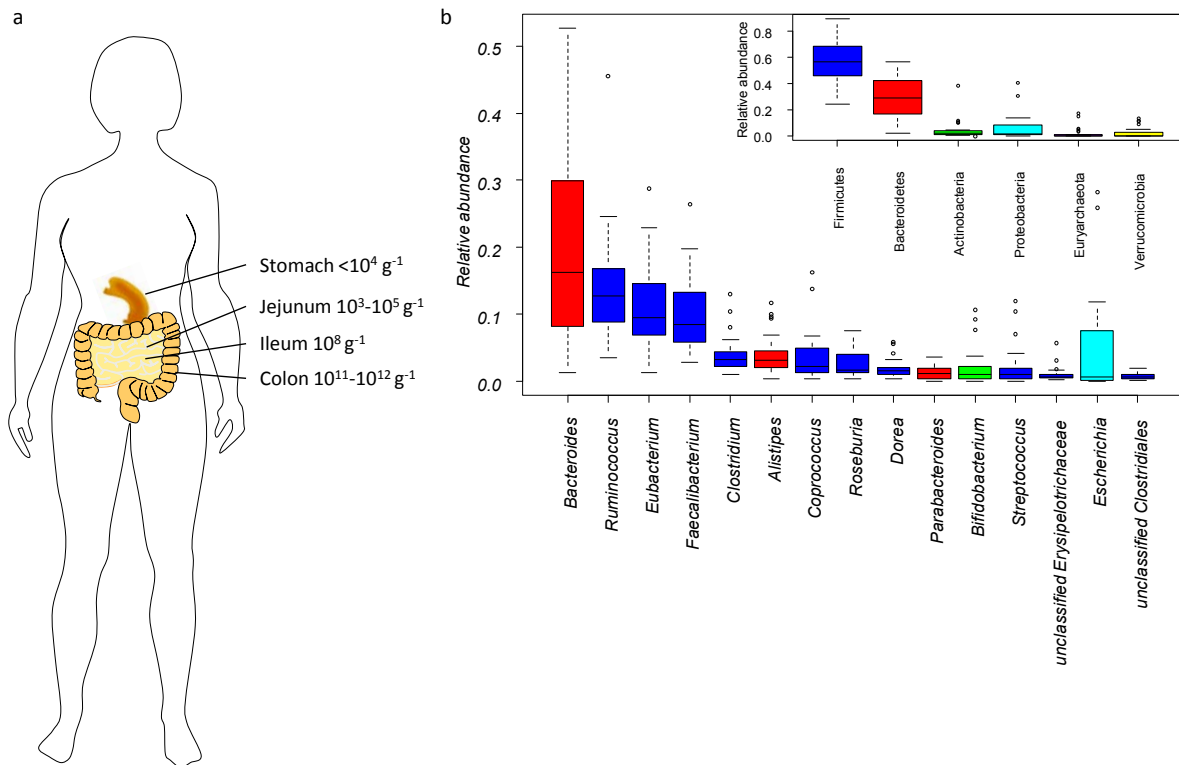 a
Stomach <10⁴ g⁻¹
Jejunum 10³-10⁵ g⁻¹
Ileum 10⁸ g⁻¹
Colon 10¹¹-10¹² g⁻¹
b
Relative abundance
0.5
0.4
0.3
0.2
0.1
0.0
Relative abundance
0.8
0.6
0.4
0.2
0.0
Firmicutes
Bacteroidetes
Actinobacteria
Proteobacteria
Euryarchaeota
Verrucomicrobia
Bacteroides
Ruminococcus
Eubacterium
Faecalibacterium
Clostridium
Alistipes
Coprococcus
Roseburia
Dorea
Parabacteroides
Bifidobacterium
Streptococcus
unclassified Erysipelotrichaceae
Escherichia
unclassified Clostridiales